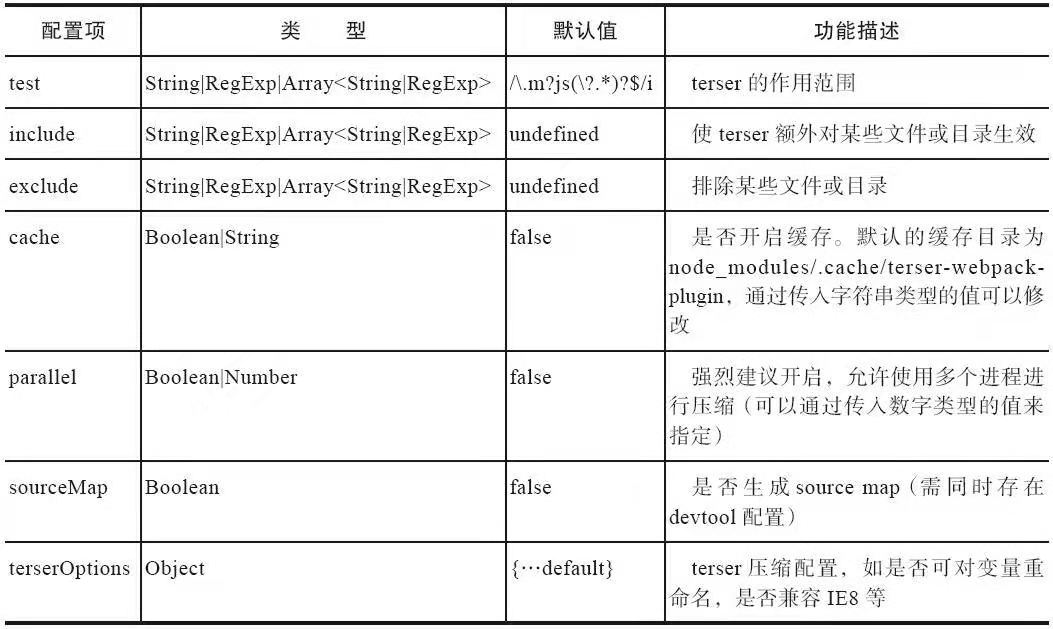 配置项 类 型 默认值 功能描述
test String|RegExp|Array<String|RegExp> /\.m?js(\?.*)?$/i terser 的作用范围
include String|RegExp|Array<String|RegExp> undefined 使 terser 额外对某些文件或目录生效
exclude String|RegExp|Array<String|RegExp> undefined 排除某些文件或目录
cache Boolean|String false 是否开启缓存。默认的缓存目录为
node_modules/.cache/terser-webpack-
plugin，通过传入字符串类型的值可以修
改
parallel Boolean|Number false 强烈建议开启，允许使用多个进程进
行压缩（可以通过传入数字类型的值来
指定）
sourceMap Boolean false 是否生成 source map（需同时存在
devtool 配置）
terserOptions Object {…default} terser 压缩配置，如是否可对变量重
命名，是否兼容 IE8 等